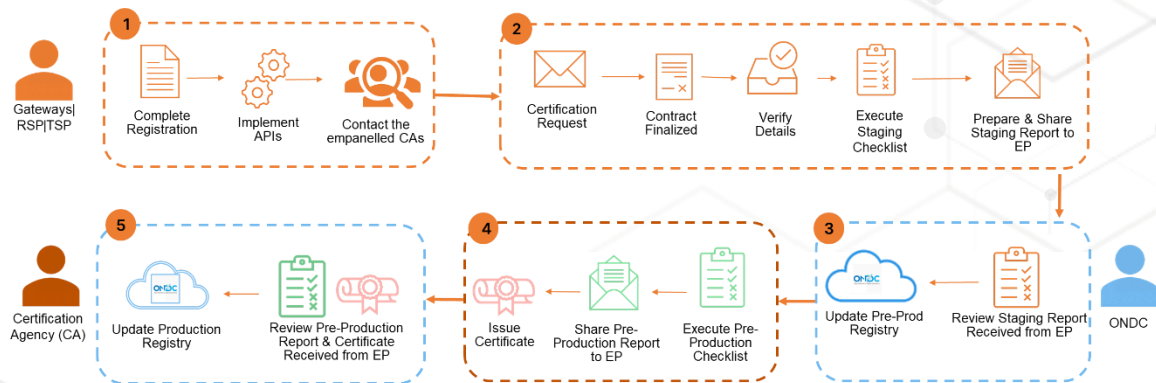 1
Gateways|
RSP|TSP
Complete
Registration
Implement
APIs
Contact the
empanelled CAs
2
Certification
Request
Contract
Finalized
Verify
Details
Execute
Staging
Checklist
Prepare & Share
Staging Report to
EP
3
ONDC
Update Pre-Prod
Registry
Review Staging Report
Received from EP
ONDC
4
Issue
Certificate
Share Pre-
Production Report
to EP
Execute Pre-
Production
Checklist
5
ONDC
Update Production
Registry
Review Pre-Production
Report & Certificate
Received from EP
Certification
Agency (CA)